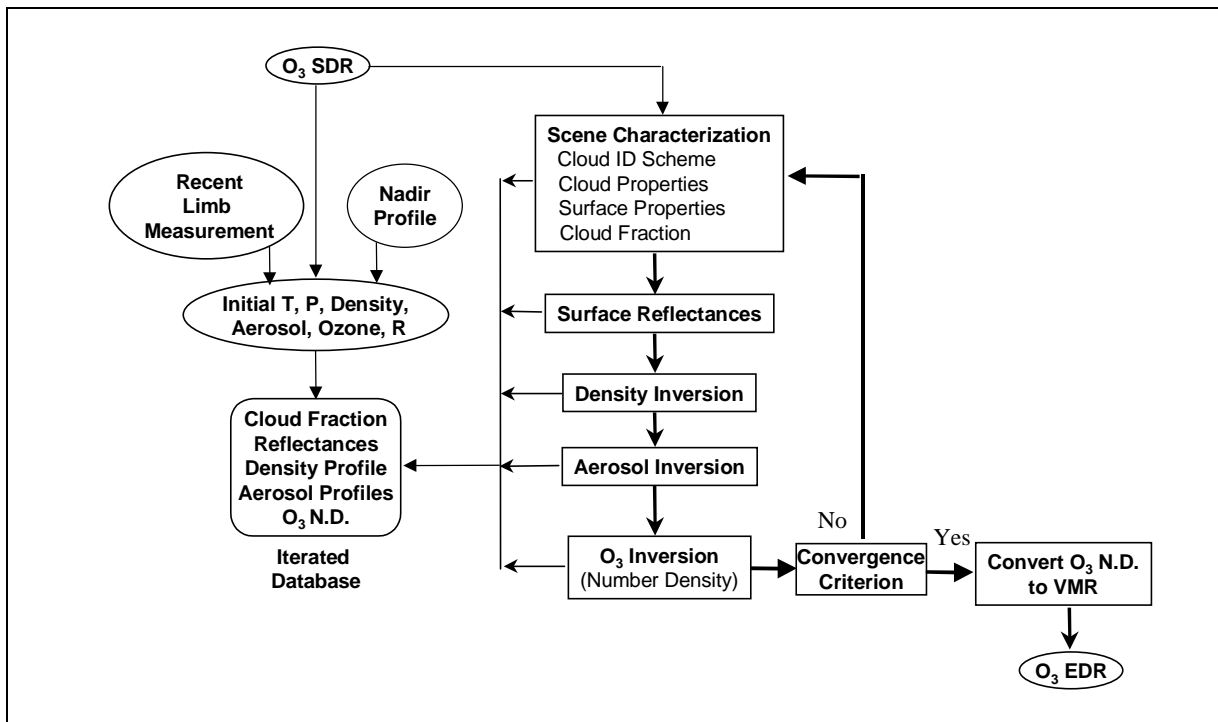 O₃ SDR
Scene Characterization
Cloud ID Scheme
Cloud Properties
Surface Properties
Cloud Fraction
Recent
Limb
Measurement
Nadir
Profile
Initial T, P, Density,
Aerosol, Ozone, R
Surface Reflectances
Density Inversion
Cloud Fraction
Reflectances
Density Profile
Aerosol Profiles
O₃ N.D.
Iterated
Database
Aerosol Inversion
O₃ Inversion
(Number Density)
No
Convergence
Criterion
Yes
Convert O₃ N.D.
to VMR
O₃ EDR